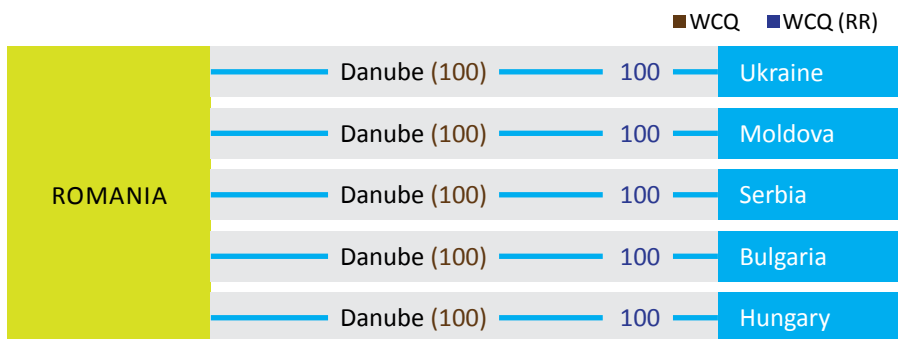 WCQ WCQ (RR)
Danube (100) 100 Ukraine
Danube (100) 100 Moldova
ROMANIA Danube (100) 100 Serbia
Danube (100) 100 Bulgaria
Danube (100) 100 Hungary